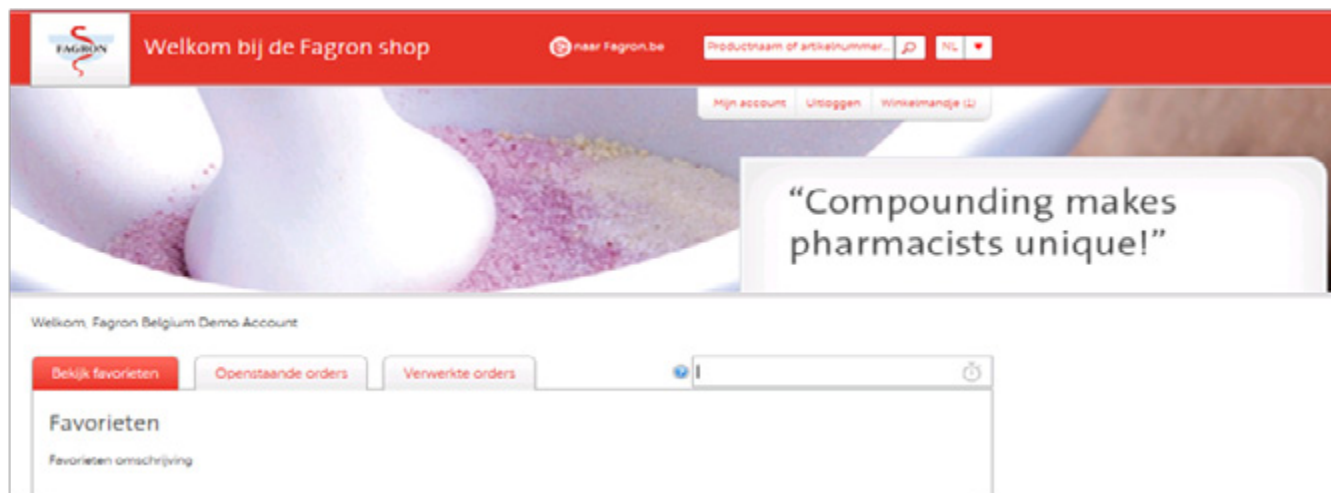 FAGRON
Welkom bij de Fagron shop
naar Fagron.be
Productnaam of artikelnummer...
NL
Mijn account
Uitloggen
Winkelmandje (1)
“Compounding makes
pharmacists unique!”
Welkom, Fagron Belgium Demo Account
Bekijk favorieten
Openstaande orders
Verwerkte orders
Favorieten
Favorieten omschrijving